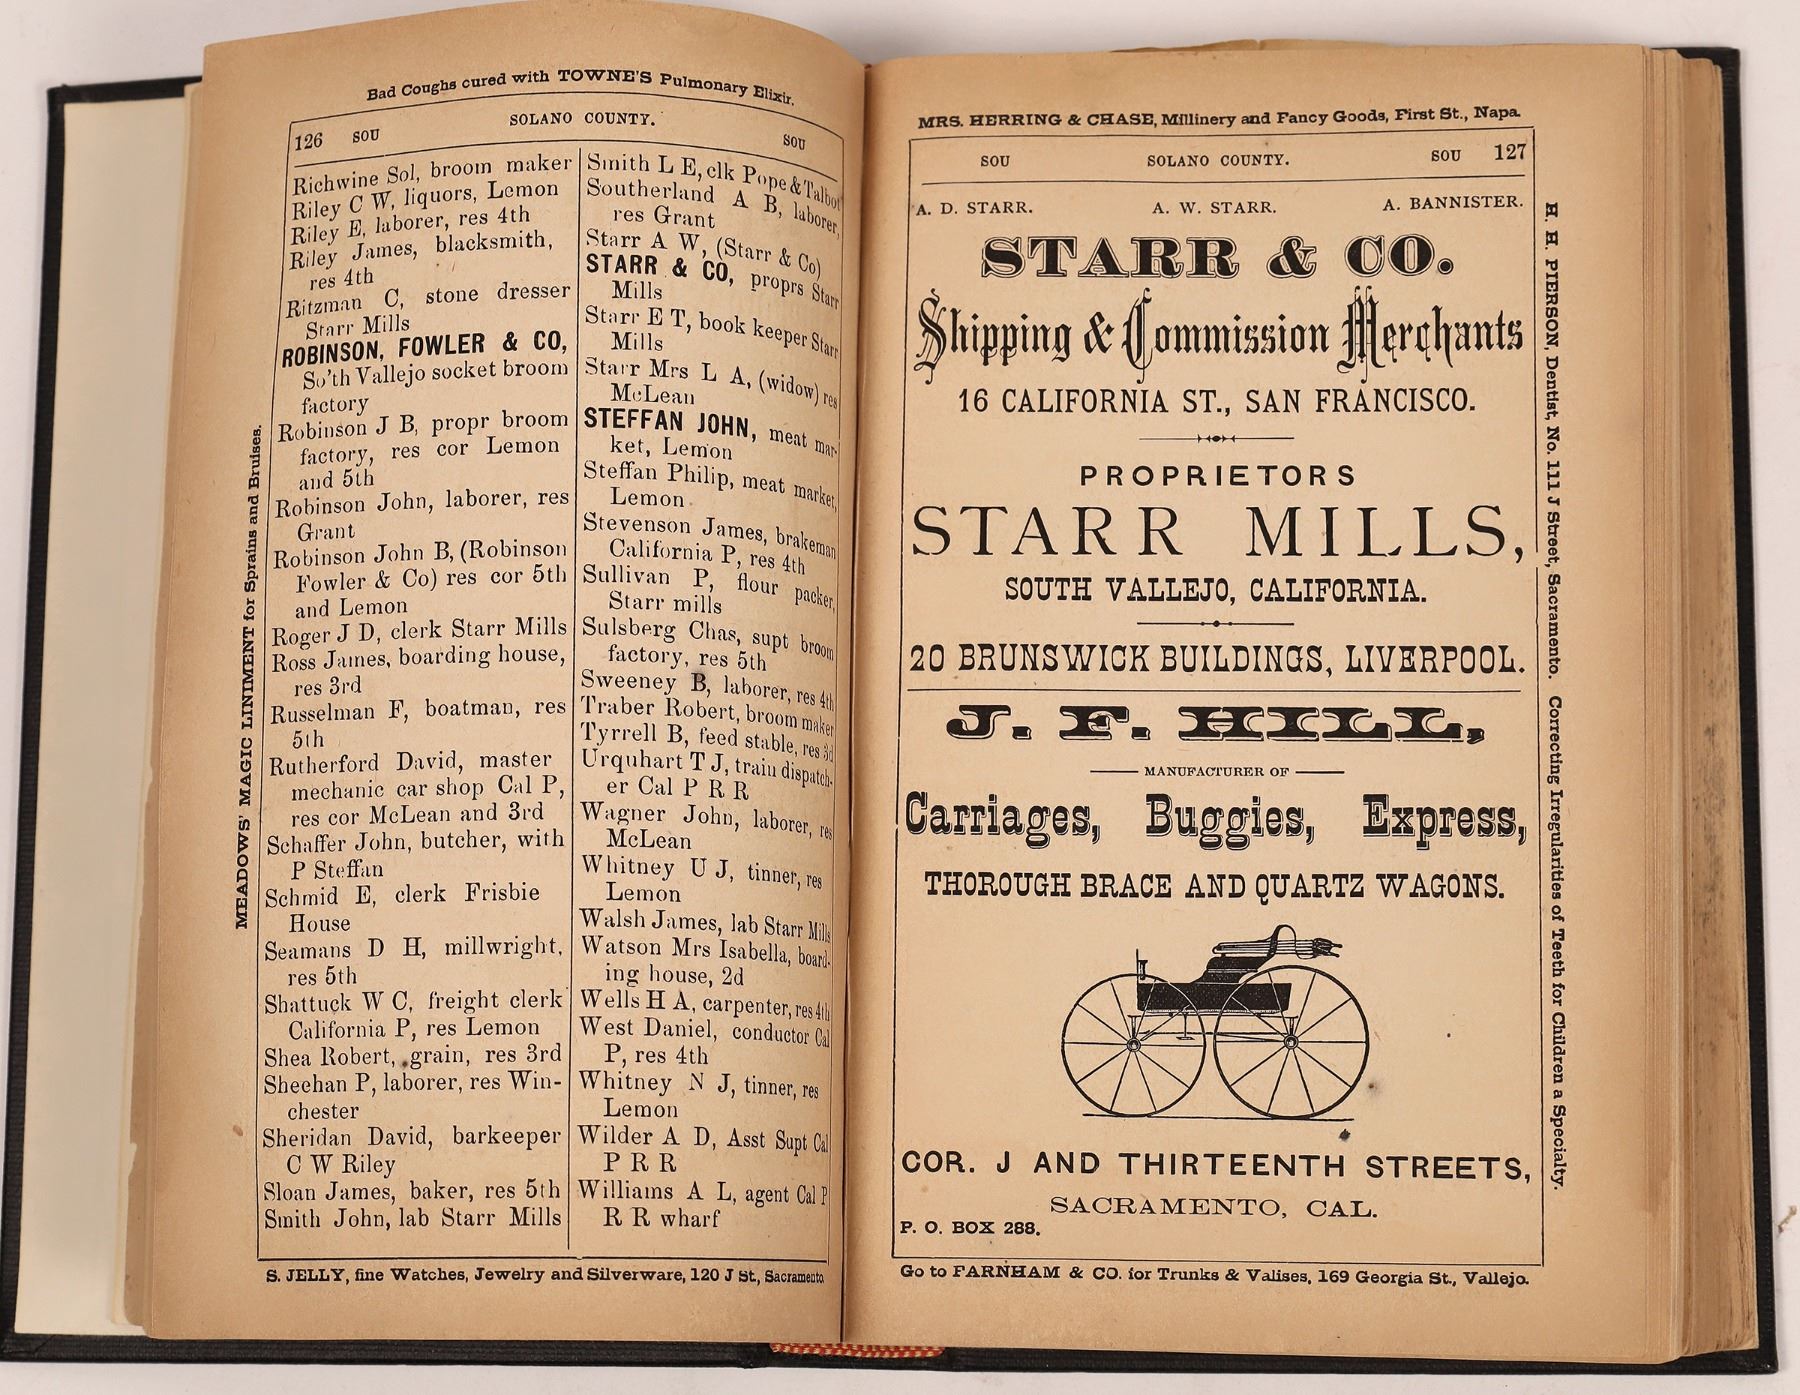 Bad Coughs cured with TOWNE'S Pulmonary Elixir.
126 SOU SOLANO COUNTY. SOU
Richwine Sol, broom maker
Riley C W, liquors, Lemon
Riley E, laborer, res 4th
Riley James, blacksmith,
res 4th
Ritzman C, stone dresser
Starr Mills
ROBINSON, FOWLER & CO,
So'th Vallejo socket broom
factory
Robinson J B, propr broom
factory, res cor Lemon
and 5th
Robinson John, laborer, res
Grant
Robinson John B, (Robinson
Fowler & Co) res cor 5th
and Lemon
Roger J D, clerk Starr Mills
Ross James, boarding house,
res 3rd
Russelman F, boatman, res
5th
Rutherford David, master
mechanic car shop Cal P,
res cor McLean and 3rd
Schaffer John, butcher, with
P Steffan
Schmid E, clerk Frisbie
House
Seamans D H, millwright,
res 5th
Shattuck W C, freight clerk
California P, res Lemon
Shea Robert, grain, res 3rd
Sheehan P, laborer, res Win-
chester
Sheridan David, barkeeper
C W Riley
Sloan James, baker, res 5th
Smith John, lab Starr Mills
Smith L E, clk Pope & Talbot
Southerland A B, laborer,
res Grant
Starr A W, (Starr & Co)
STARR & CO, proprs Starr
Mills
Starr E T, book keeper Starr
Mills
Starr Mrs L A, (widow) res
McLean
STEFFAN JOHN, meat mar-
ket, Lemon
Steffan Philip, meat market,
Lemon
Stevenson James, brakeman
California P, res 4th
Sullivan P, flour packer,
Starr mills
Sulsberg Chas, supt broom
factory, res 5th
Sweeney B, laborer, res 4th
Traber Robert, broom maker
Tyrrell B, feed stable, res 3d
Urquhart T J, train dispatch-
er Cal P R R
Wagner John, laborer, res
McLean
Whitney U J, tinner, res
Lemon
Walsh James, lab Starr Mills
Watson Mrs Isabella, board-
ing house, 2d
Wells H A, carpenter, res 4th
West Daniel, conductor Cal
P, res 4th
Whitney N J, tinner, res
Lemon
Wilder A D, Asst Supt Cal
P R R
Williams A L, agent Cal P
R R wharf
S. JELLY, fine Watches, Jewelry and Silverware, 120 J St., Sacramento
MEADOWS' MAGIC LINIMENT for Sprains and Bruises.
MRS. HERRING & CHASE, Millinery and Fancy Goods, First St., Napa.
SOU SOLANO COUNTY. SOU 127
A. D. STARR. A. W. STARR. A. BANNISTER.
STARR & CO.
Shipping & Commission Merchants
16 CALIFORNIA ST., SAN FRANCISCO.
PROPRIETORS
STARR MILLS,
SOUTH VALLEJO, CALIFORNIA.
20 BRUNSWICK BUILDINGS, LIVERPOOL.
J. F. HILL,
MANUFACTURER OF
Carriages, Buggies, Express,
THOROUGH BRACE AND QUARTZ WAGONS.
COR. J AND THIRTEENTH STREETS,
SACRAMENTO, CAL.
P. O. BOX 288.
Go to FARNHAM & CO. for Trunks & Valises, 169 Georgia St., Vallejo.
H. H. PIERSON, Dentist, No. 111 J Street, Sacramento. Correcting Irregularities of Teeth for Children a Specialty.